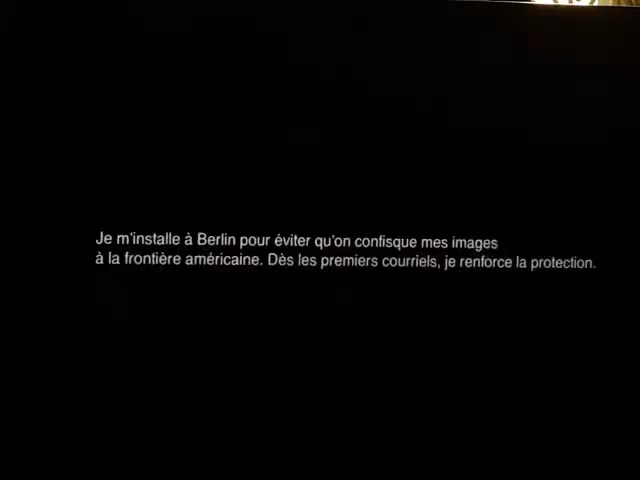 Je m'installe à Berlin pour éviter qu'on confisque mes images
à la frontière américaine. Dès les premiers courriels, je renforce la protection.